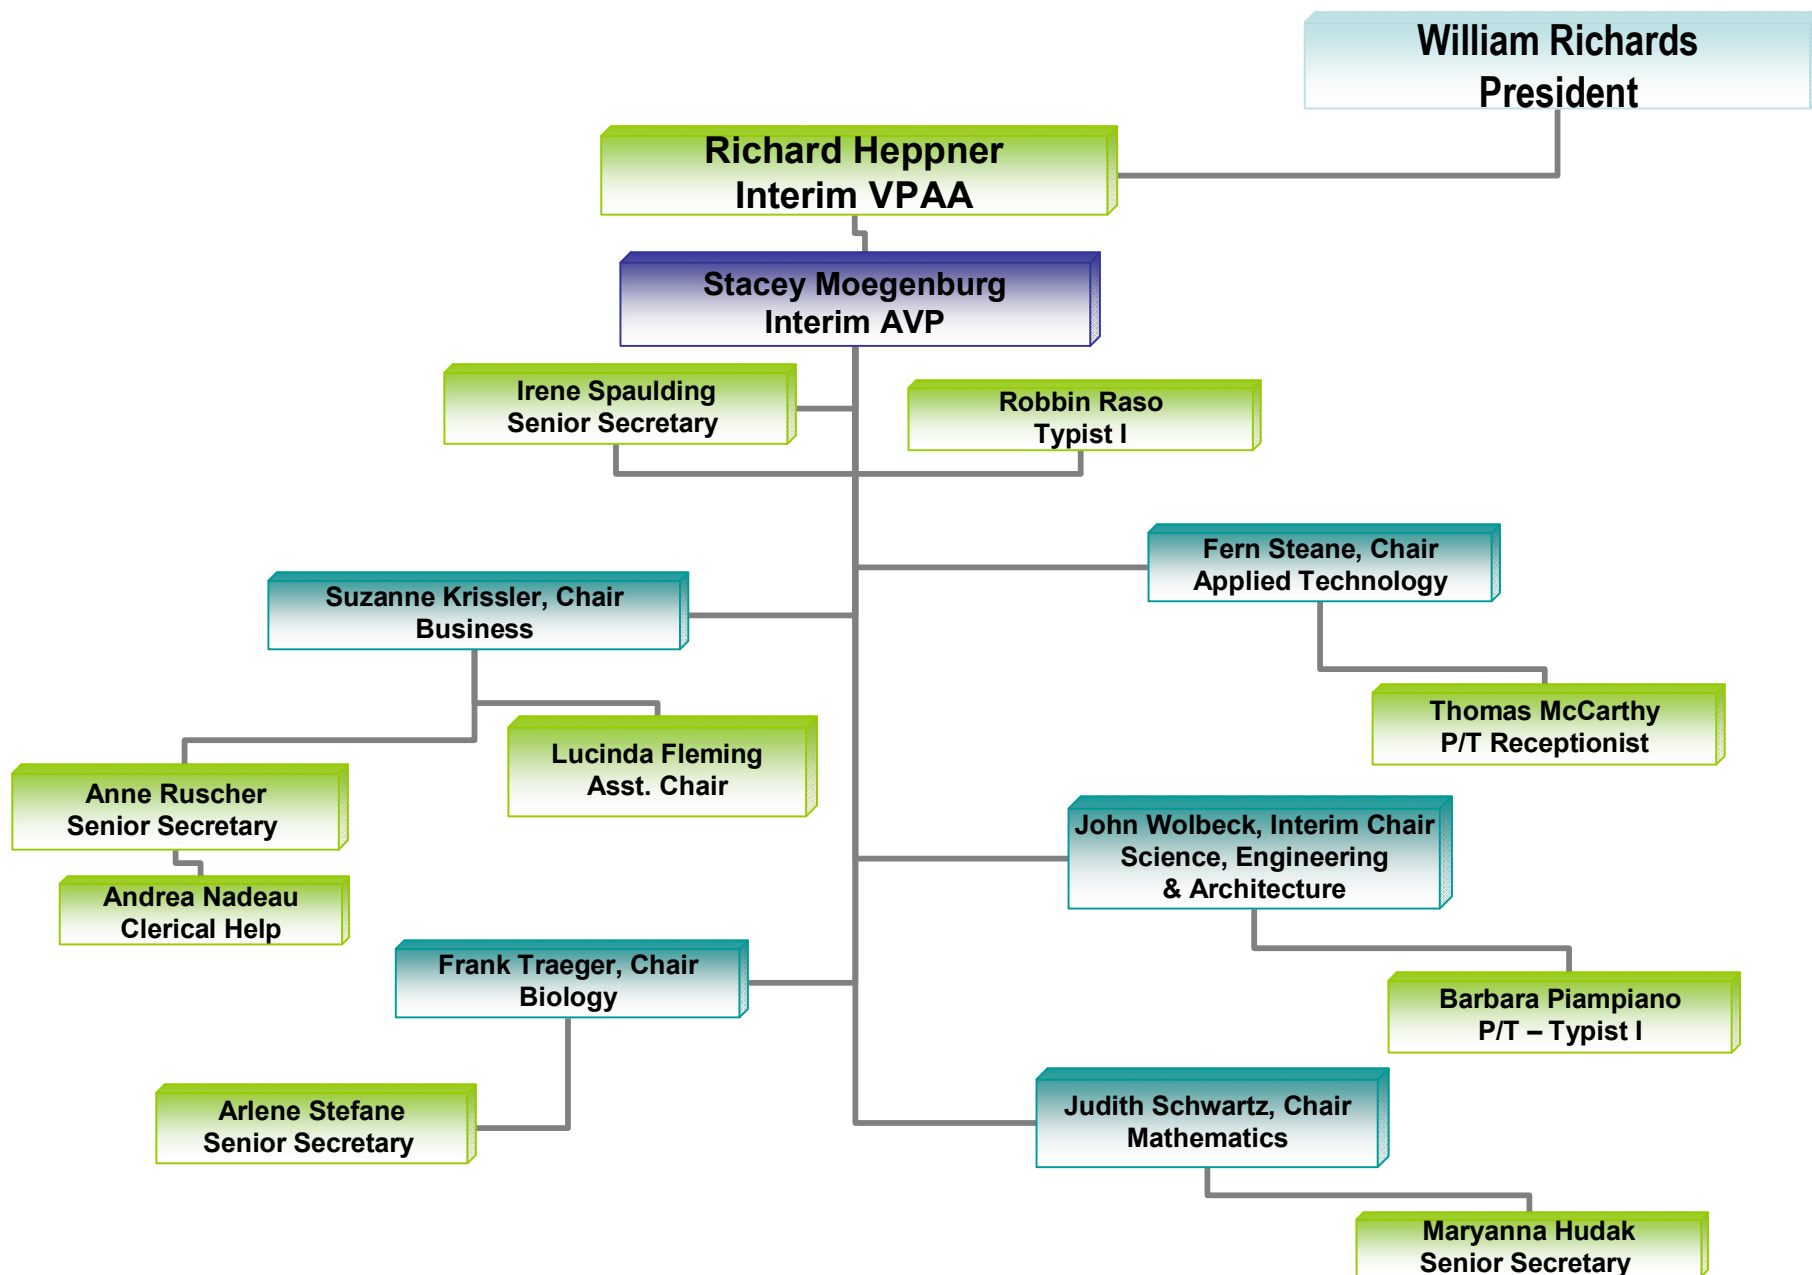 William Richards
President
Richard Heppner
Interim VPAA
Stacey Moegenburg
Interim AVP
Irene Spaulding
Senior Secretary
Robbin Raso
Typist I
Fern Steane, Chair
Applied Technology
Suzanne Krissler, Chair
Business
Thomas McCarthy
P/T Receptionist
Lucinda Fleming
Asst. Chair
Anne Ruscher
Senior Secretary
John Wolbeck, Interim Chair
Science, Engineering
& Architecture
Andrea Nadeau
Clerical Help
Frank Traeger, Chair
Biology
Barbara Piampiano
P/T – Typist I
Arlene Stefane
Senior Secretary
Judith Schwartz, Chair
Mathematics
Maryanna Hudak
Senior Secretary